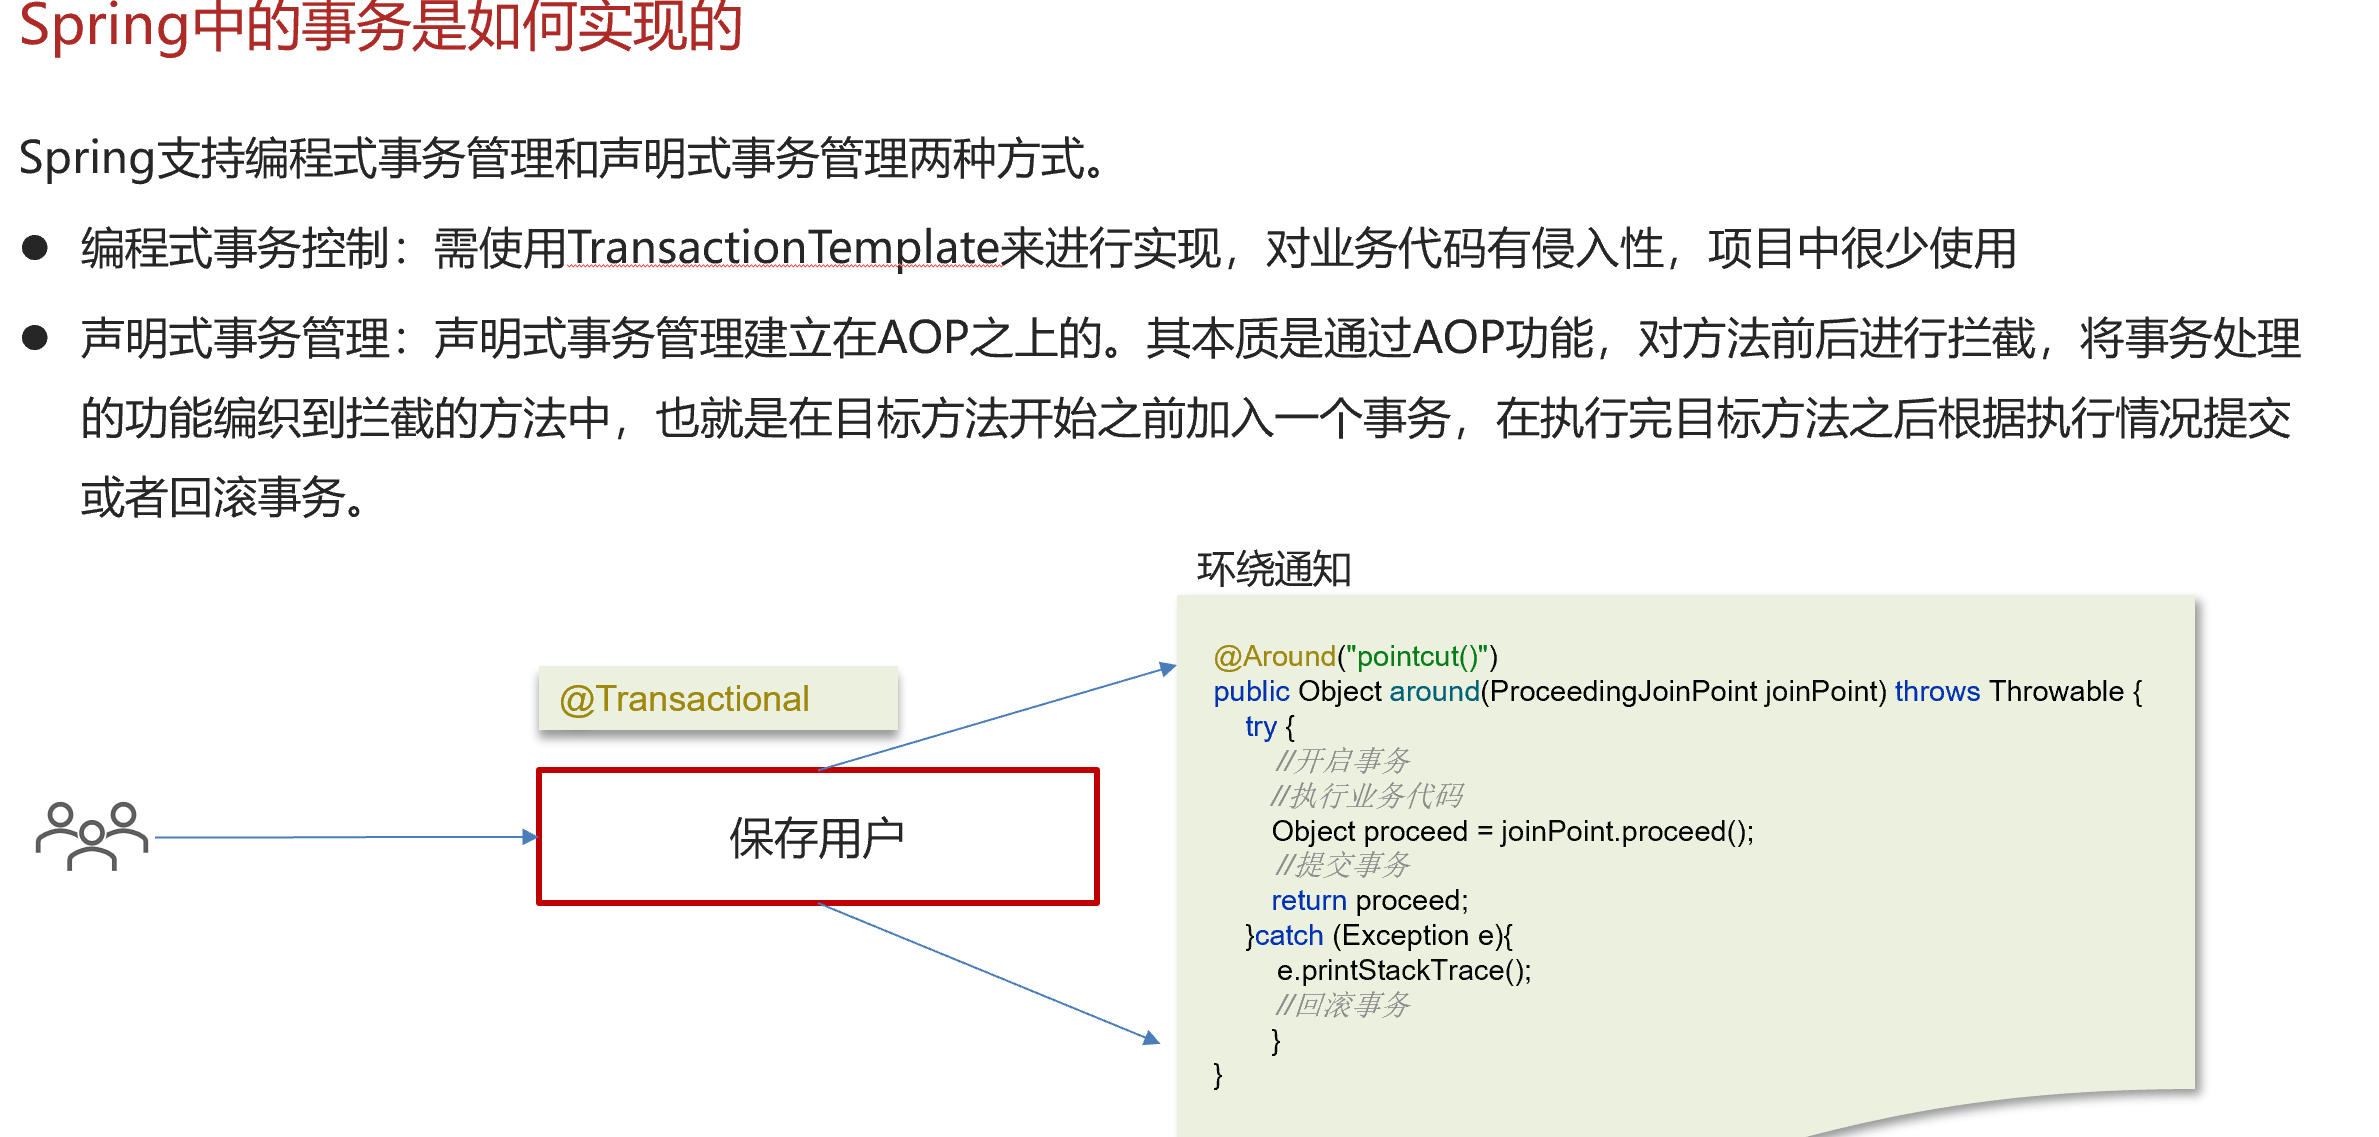 Spring中的事务是如何实现的
Spring支持编程式事务管理和声明式事务管理两种方式。
● 编程式事务控制：需使用TransactionTemplate来进行实现，对业务代码有侵入性，项目中很少使用
● 声明式事务管理：声明式事务管理建立在AOP之上的。其本质是通过AOP功能，对方法前后进行拦截，将事务处理
的功能编织到拦截的方法中，也就是在目标方法开始之前加入一个事务，在执行完目标方法之后根据执行情况提交
或者回滚事务。
@Transactional
保存用户
环绕通知
@Around("pointcut()")
public Object around(ProceedingJoinPoint joinPoint) throws Throwable {
try {
//开启事务
//执行业务代码
Object proceed = joinPoint.proceed();
//提交事务
return proceed;
}catch (Exception e){
e.printStackTrace();
//回滚事务
}
}